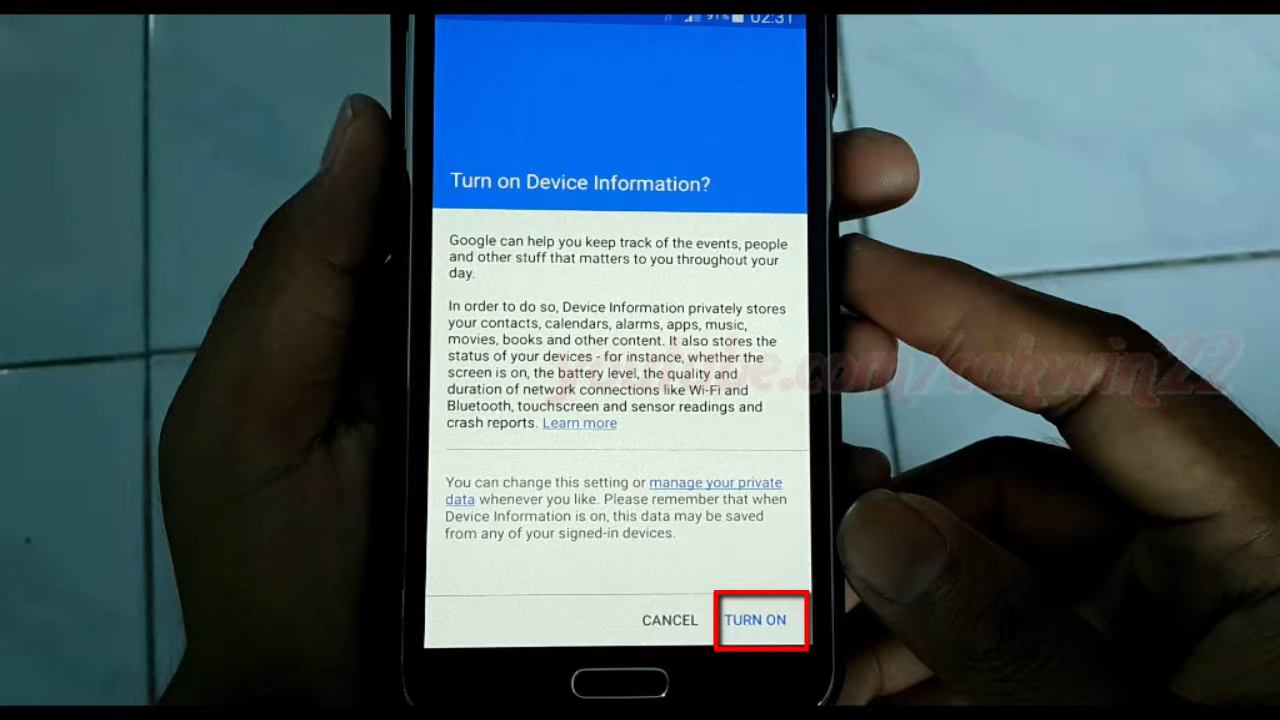 91% 02:31
Turn on Device Information?
Google can help you keep track of the events, people
and other stuff that matters to you throughout your
day.
In order to do so, Device Information privately stores
your contacts, calendars, alarms, apps, music,
movies, books and other content. It also stores the
status of your devices - for instance, whether the
screen is on, the battery level, the quality and
duration of network connections like Wi-Fi and
Bluetooth, touchscreen and sensor readings and
crash reports. Learn more
You can change this setting or manage your private
data whenever you like. Please remember that when
Device Information is on, this data may be saved
from any of your signed-in devices.
CANCEL TURN ON